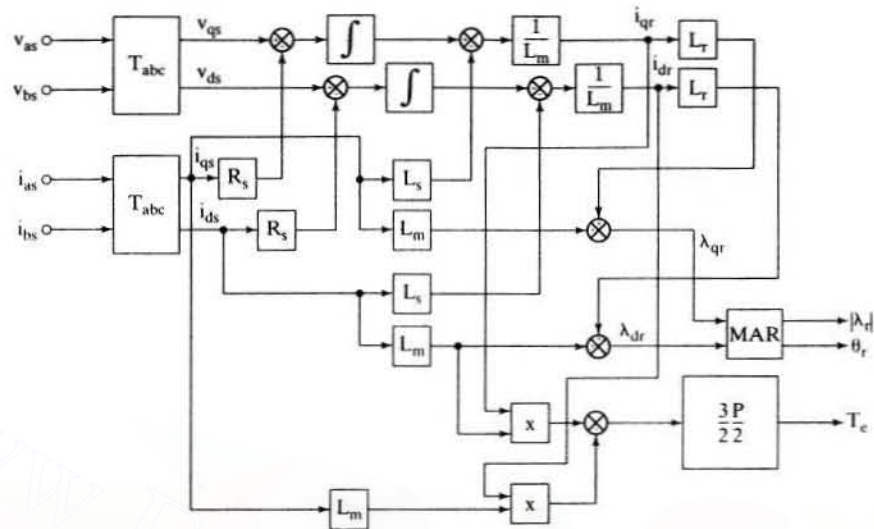 v_as
v_bs
T_abc
v_qs
v_ds
∫
∫
1/L_m
1/L_m
i_qr
i_dr
L_r
L_r
i_as
i_bs
T_abc
i_qs
i_ds
R_s
R_s
L_s
L_m
L_s
L_m
λ_qr
λ_dr
MAR
|λ_r|
θ_r
x
x
L_m
3/2 P/2
T_e